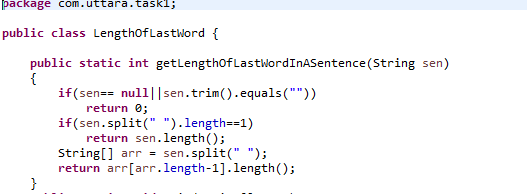 package com.uttara.task1;
public class LengthOfLastWord {
public static int getLengthOfLastWordInASentence(String sen)
{
if(sen== null||sen.trim().equals(""))
return 0;
if(sen.split(" ").length==1)
return sen.length();
String[] arr = sen.split(" ");
return arr[arr.length-1].length();
}